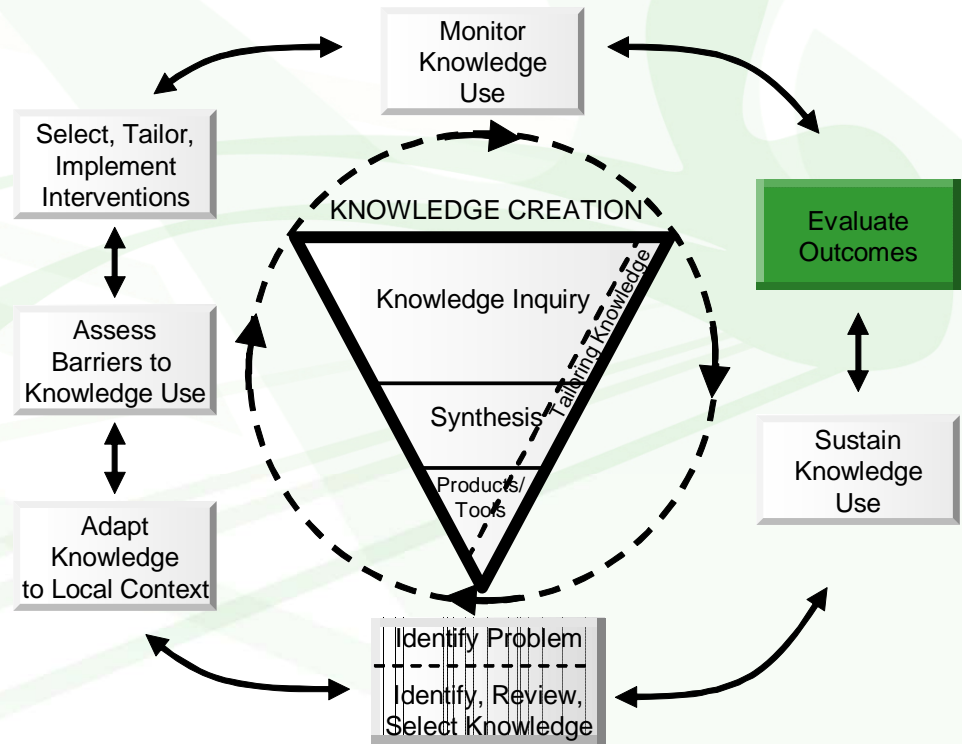 Monitor
Knowledge
Use
Select, Tailor,
Implement
Interventions
KNOWLEDGE CREATION
Evaluate
Outcomes
Knowledge Inquiry
Tailoring Knowledge
Assess
Barriers to
Knowledge Use
Synthesis
Sustain
Knowledge
Use
Products/
Tools
Adapt
Knowledge
to Local Context
Identify Problem
Identify, Review,
Select Knowledge